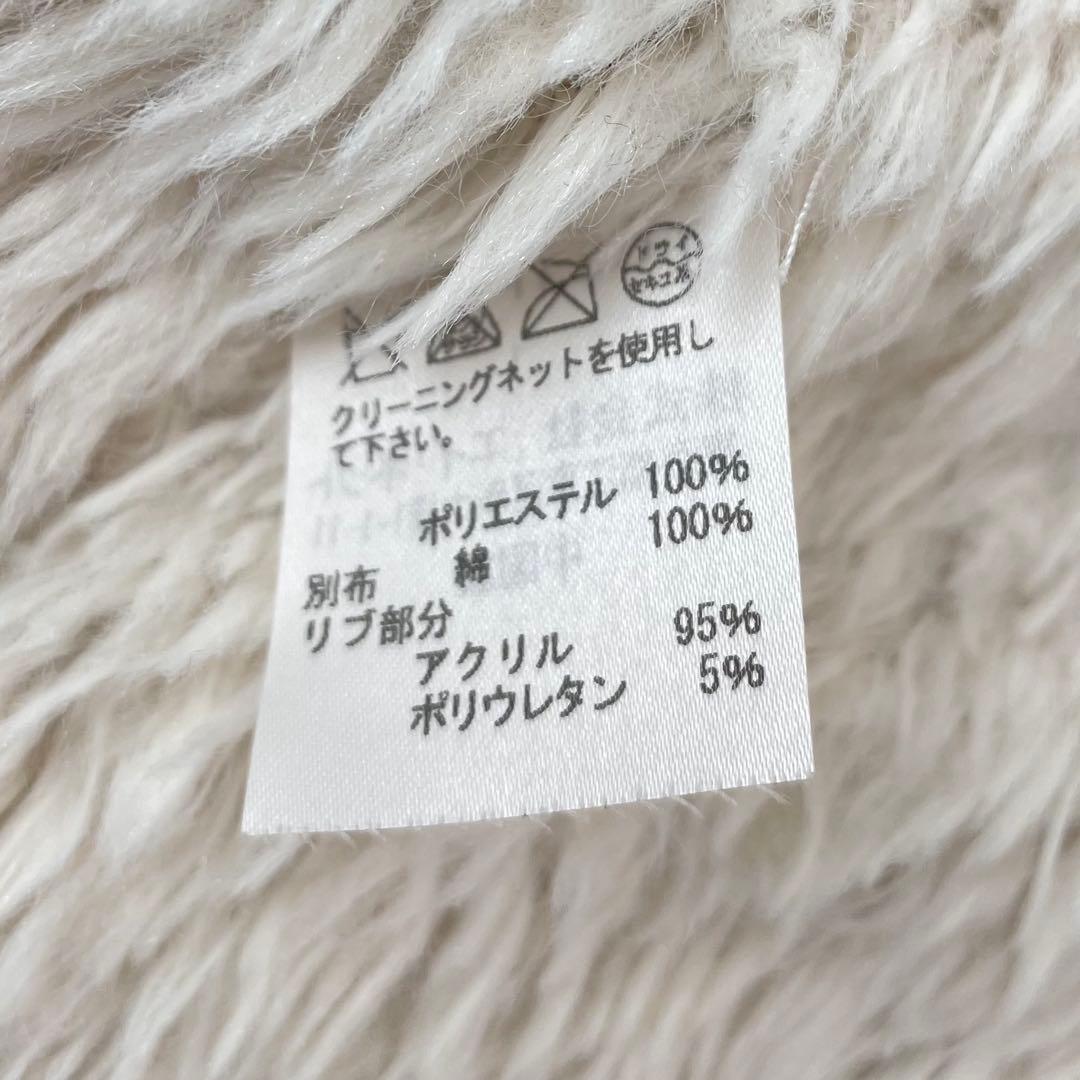 ドライ
セキユ系
クリーニングネットを使用し
て下さい。
ポリエステル 100%
別布 綿 100%
リブ部分
アクリル 95%
ポリウレタン 5%